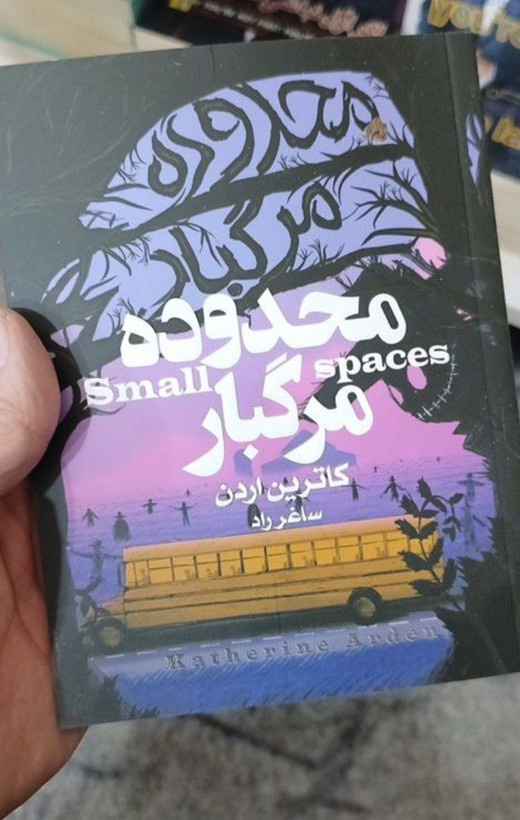 محدوده
مرگبار
محدوده
Small spaces
مرگبار
کاترین اردن
ساغر راد
Katherine Arden